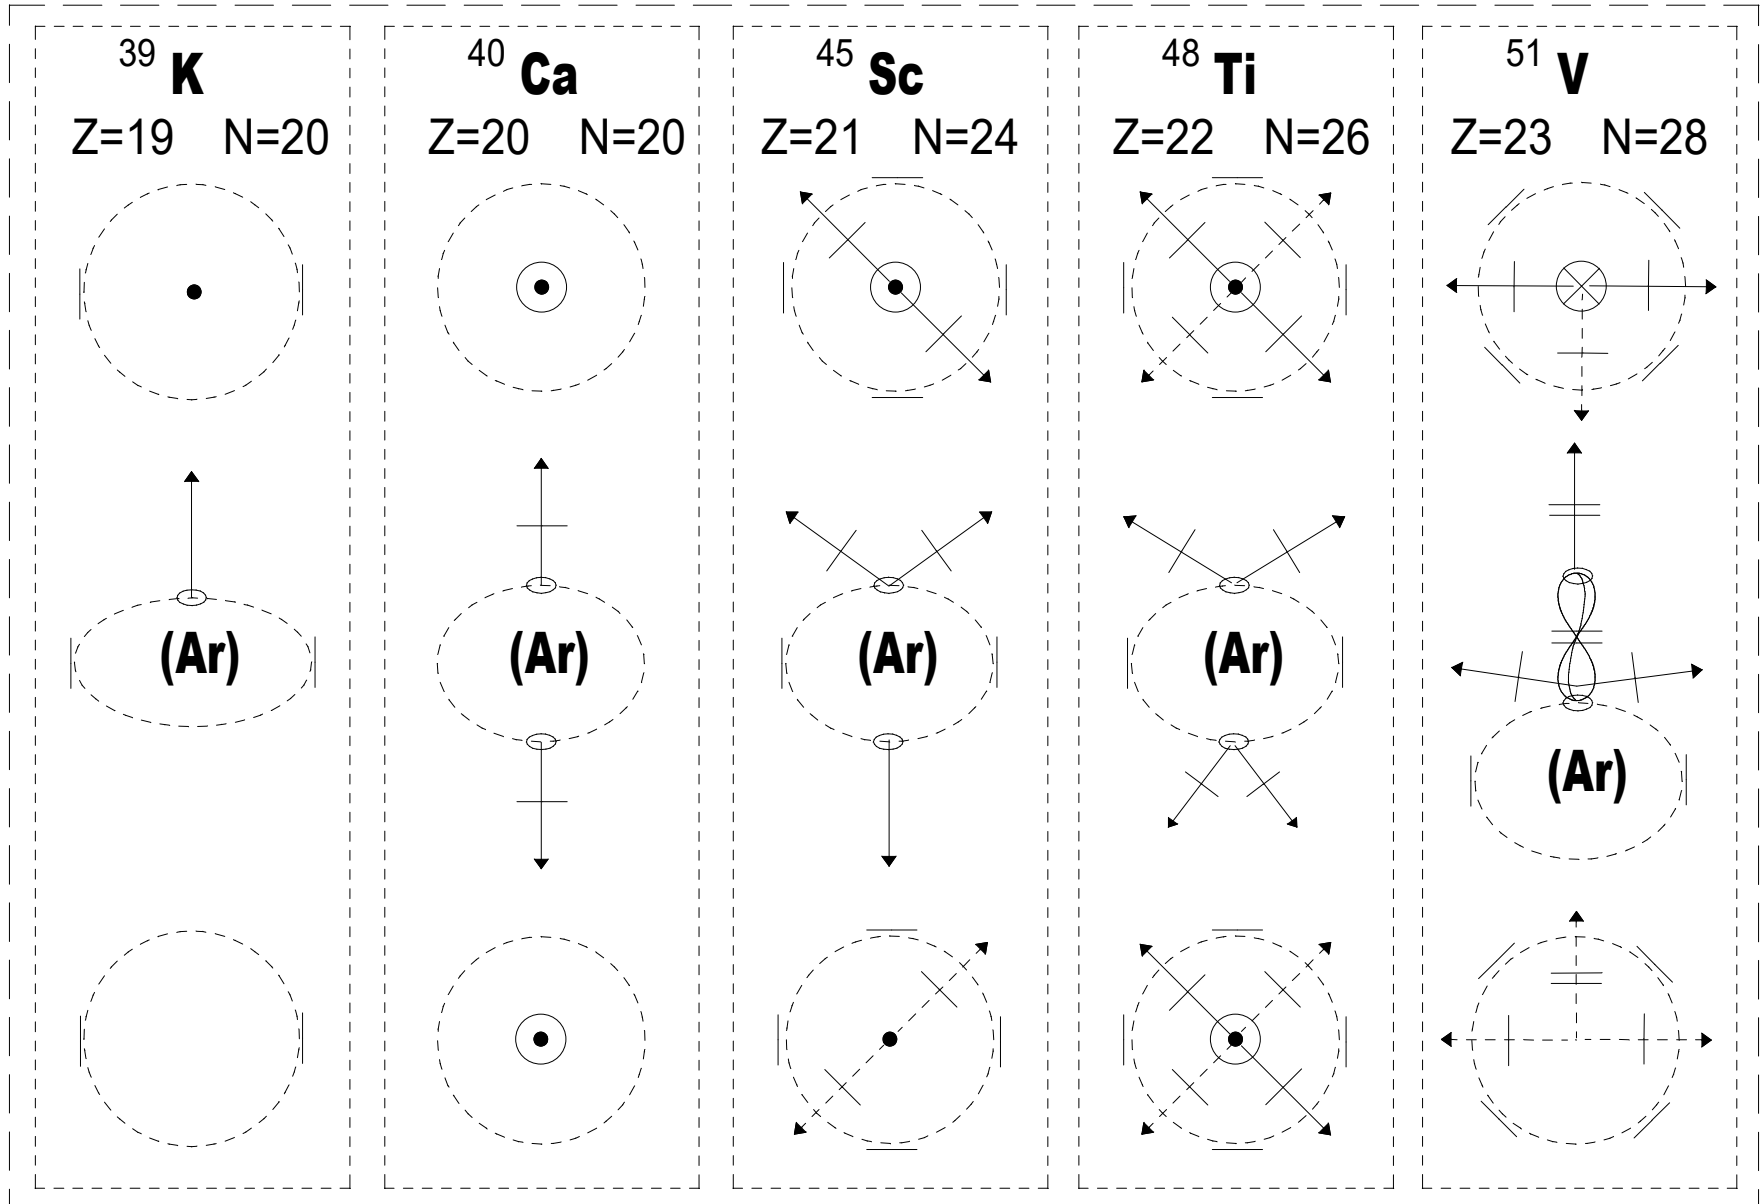 39 K
Z=19 N=20
(Ar)
40 Ca
Z=20 N=20
(Ar)
45 Sc
Z=21 N=24
(Ar)
48 Ti
Z=22 N=26
(Ar)
51 V
Z=23 N=28
(Ar)